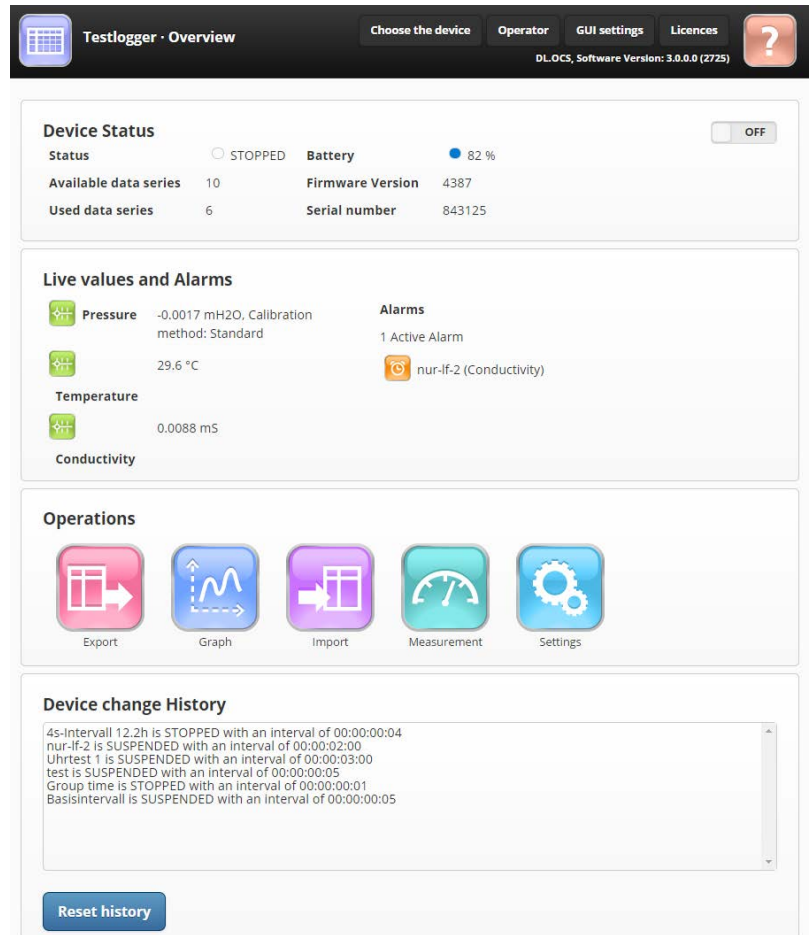 Testlogger · Overview
Choose the device Operator GUI settings Licences
DL.OCS, Software Version: 3.0.0.0 (2725)
?
Device Status
OFF
Status STOPPED Battery 82 %
Available data series 10 Firmware Version 4387
Used data series 6 Serial number 843125
Live values and Alarms
Pressure -0.0017 mH2O, Calibration
method: Standard
Alarms
1 Active Alarm
29.6 °C
nur-lf-2 (Conductivity)
Temperature
0.0088 mS
Conductivity
Operations
Export Graph Import Measurement Settings
Device change History
4s-Intervall 12.2h is STOPPED with an interval of 00:00:00:04
nur-lf-2 is SUSPENDED with an interval of 00:00:02:00
Uhrtest 1 is SUSPENDED with an interval of 00:00:03:00
test is SUSPENDED with an interval of 00:00:00:05
Group time is STOPPED with an interval of 00:00:00:01
Basisintervall is SUSPENDED with an interval of 00:00:00:05
Reset history